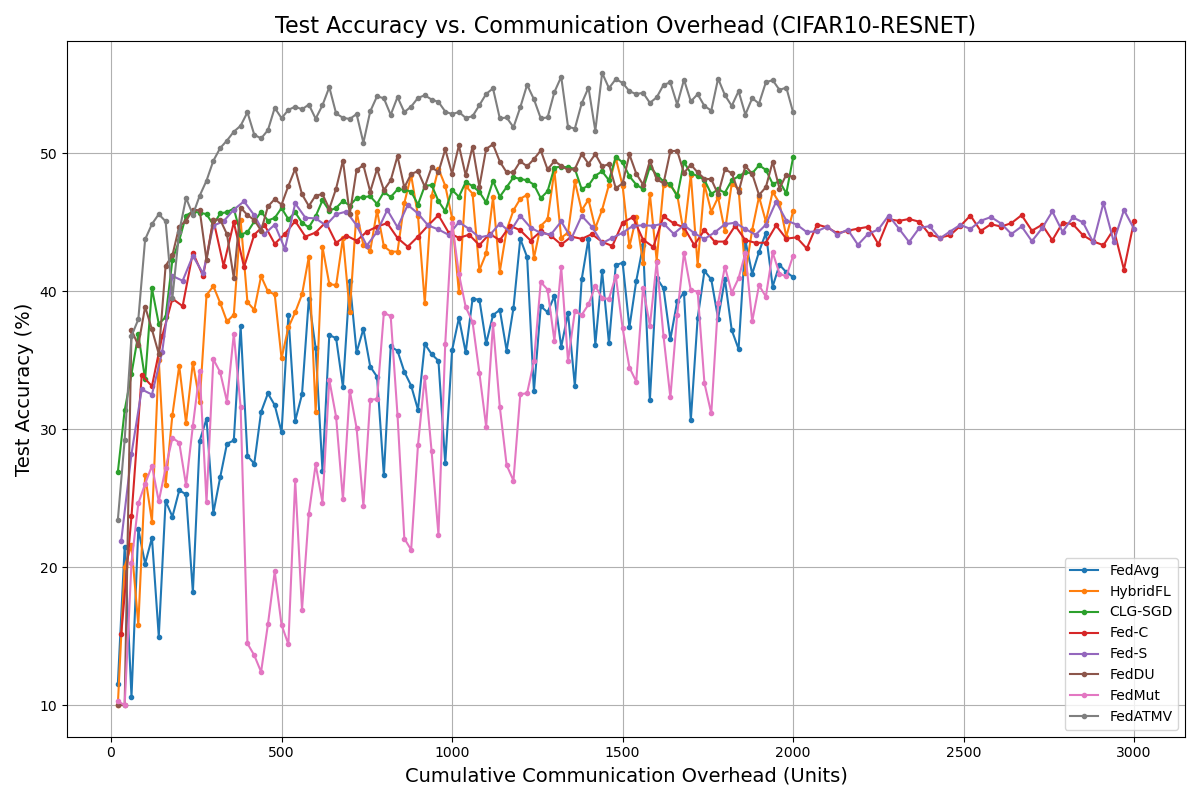 Test Accuracy vs. Communication Overhead (CIFAR10-RESNET)
Test Accuracy (%)
50
40
30
20
10
0
500
1000
1500
2000
2500
3000
Cumulative Communication Overhead (Units)
FedAvg
HybridFL
CLG-SGD
Fed-C
Fed-S
FedDU
FedMut
FedATMV